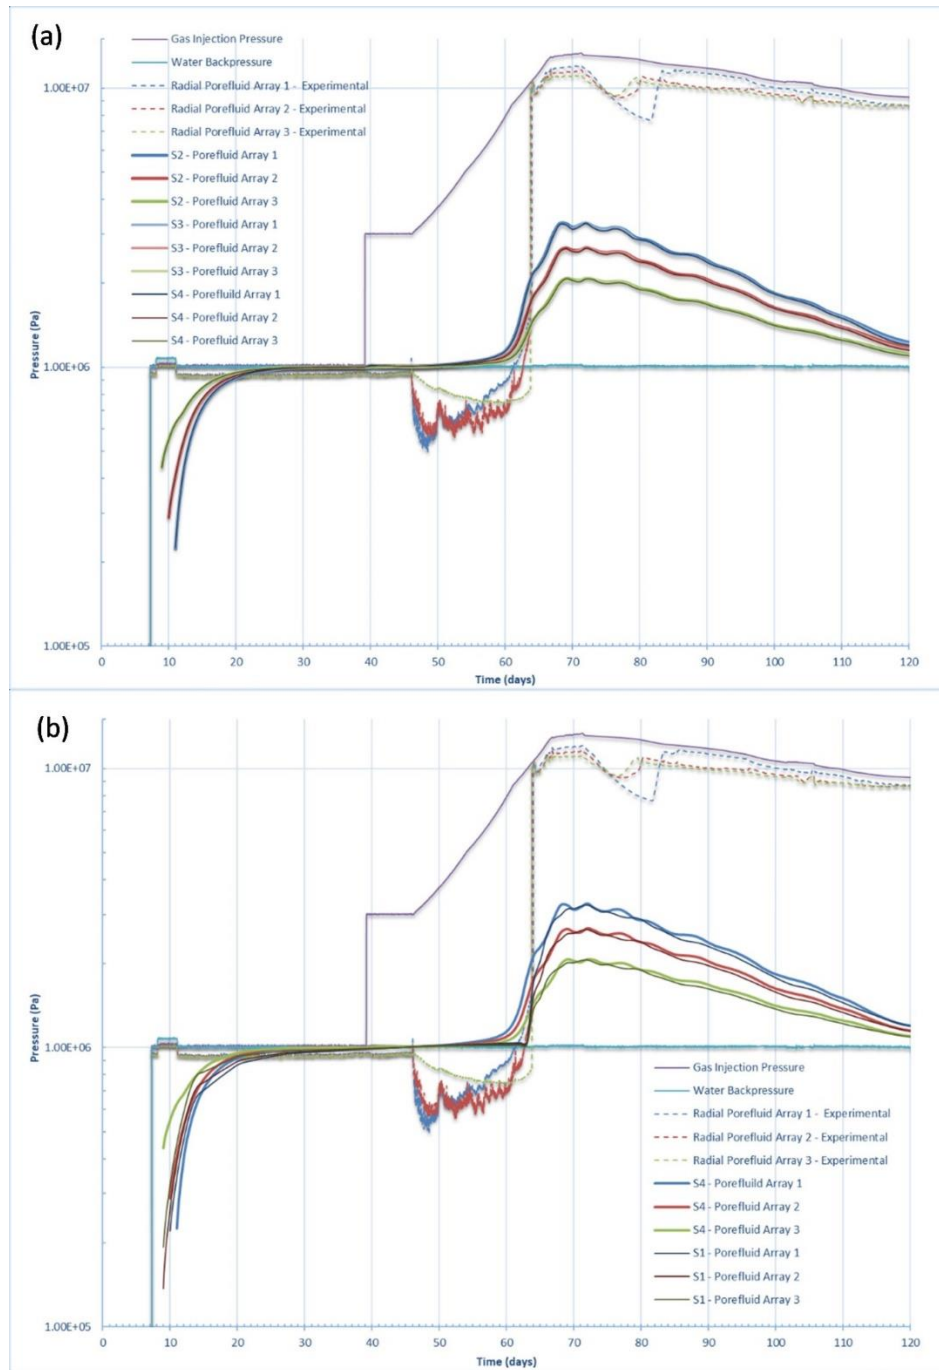 (a)
Gas Injection Pressure
Water Backpressure
Radial Porefluid Array 1 - Experimental
Radial Porefluid Array 2 - Experimental
Radial Porefluid Array 3 - Experimental
S2 - Porefluid Array 1
S2 - Porefluid Array 2
S2 - Porefluid Array 3
S3 - Porefluid Array 1
S3 - Porefluid Array 2
S3 - Porefluid Array 3
S4 - Porefluild Array 1
S4 - Porefluid Array 2
S4 - Porefluid Array 3
1.00E+07
1.00E+06
1.00E+05
Pressure (Pa)
0 10 20 30 40 50 60 70 80 90 100 110 120
Time (days)
(b)
1.00E+07
1.00E+06
1.00E+05
Pressure (Pa)
Gas Injection Pressure
Water Backpressure
Radial Porefluid Array 1 - Experimental
Radial Porefluid Array 2 - Experimental
Radial Porefluid Array 3 - Experimental
S4 - Porefluild Array 1
S4 - Porefluid Array 2
S4 - Porefluid Array 3
S1 - Porefluid Array 1
S1 - Porefluid Array 2
S1 - Porefluid Array 3
0 10 20 30 40 50 60 70 80 90 100 110 120
Time (days)